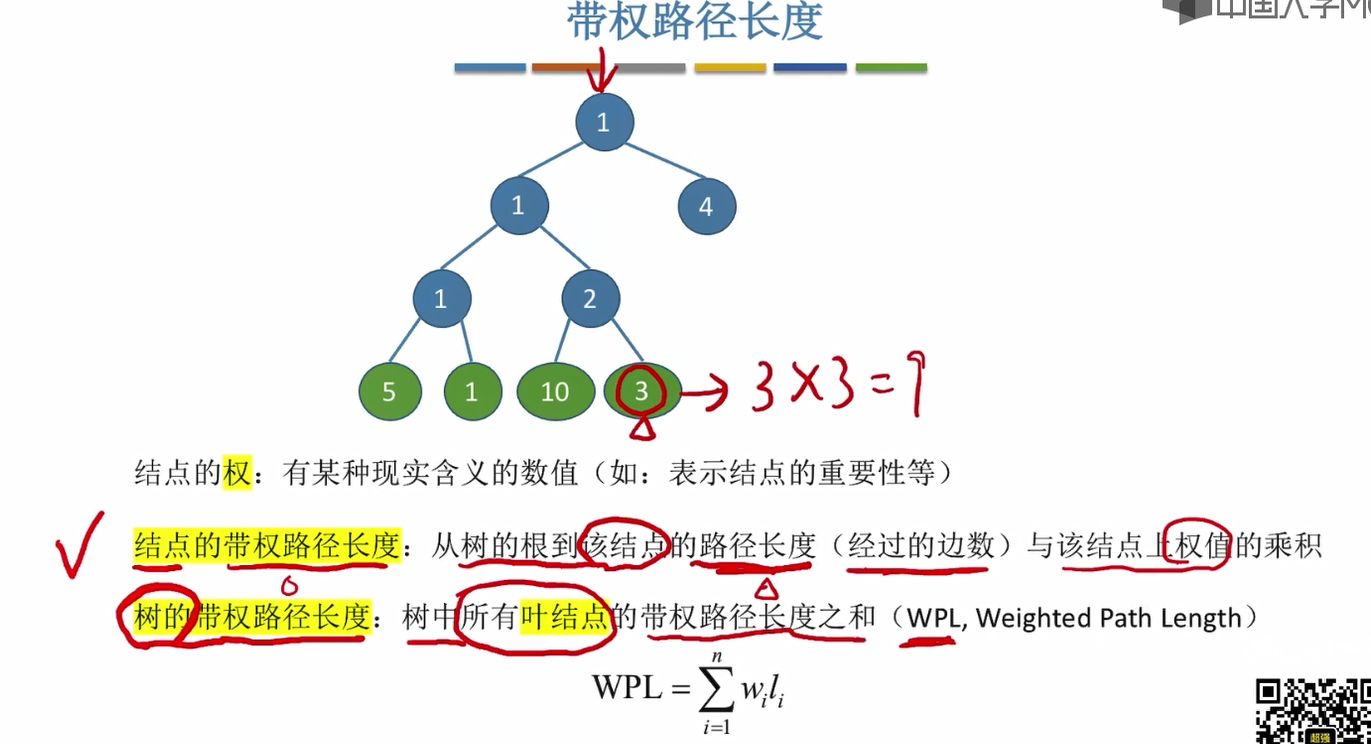 带权路径长度
中国大学M
1
1
4
1
2
5
1
10
3
3×3=9
结点的权：有某种现实含义的数值（如：表示结点的重要性等）
结点的带权路径长度：从树的根到该结点的路径长度（经过的边数）与该结点上权值的乘积
树的带权路径长度：树中所有叶结点的带权路径长度之和（WPL, Weighted Path Length）
n
WPL = ∑ wᵢlᵢ
i=1
超强